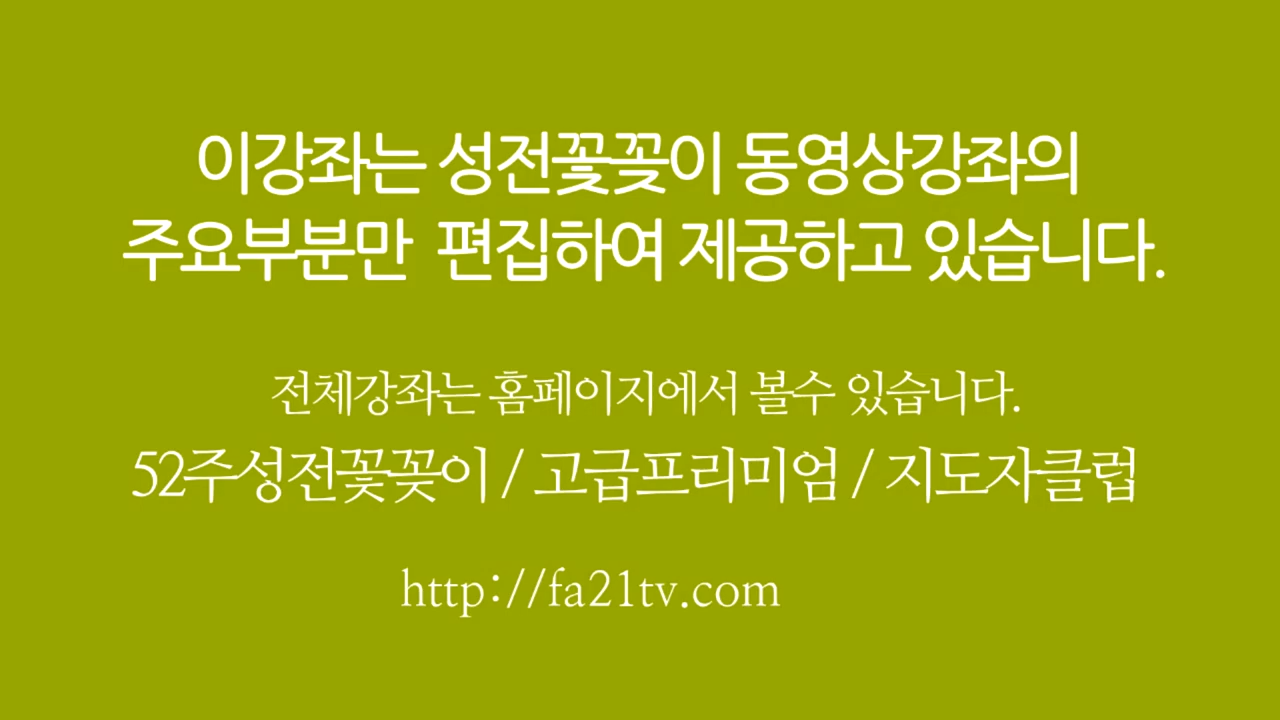 이강좌는 성전꽃꽂이 동영상강좌의
주요부분만 편집하여 제공하고 있습니다.
전체강좌는 홈페이지에서 볼수 있습니다.
52주성전꽃꽂이 / 고급프리미엄 / 지도자클럽
http://fa21tv.com